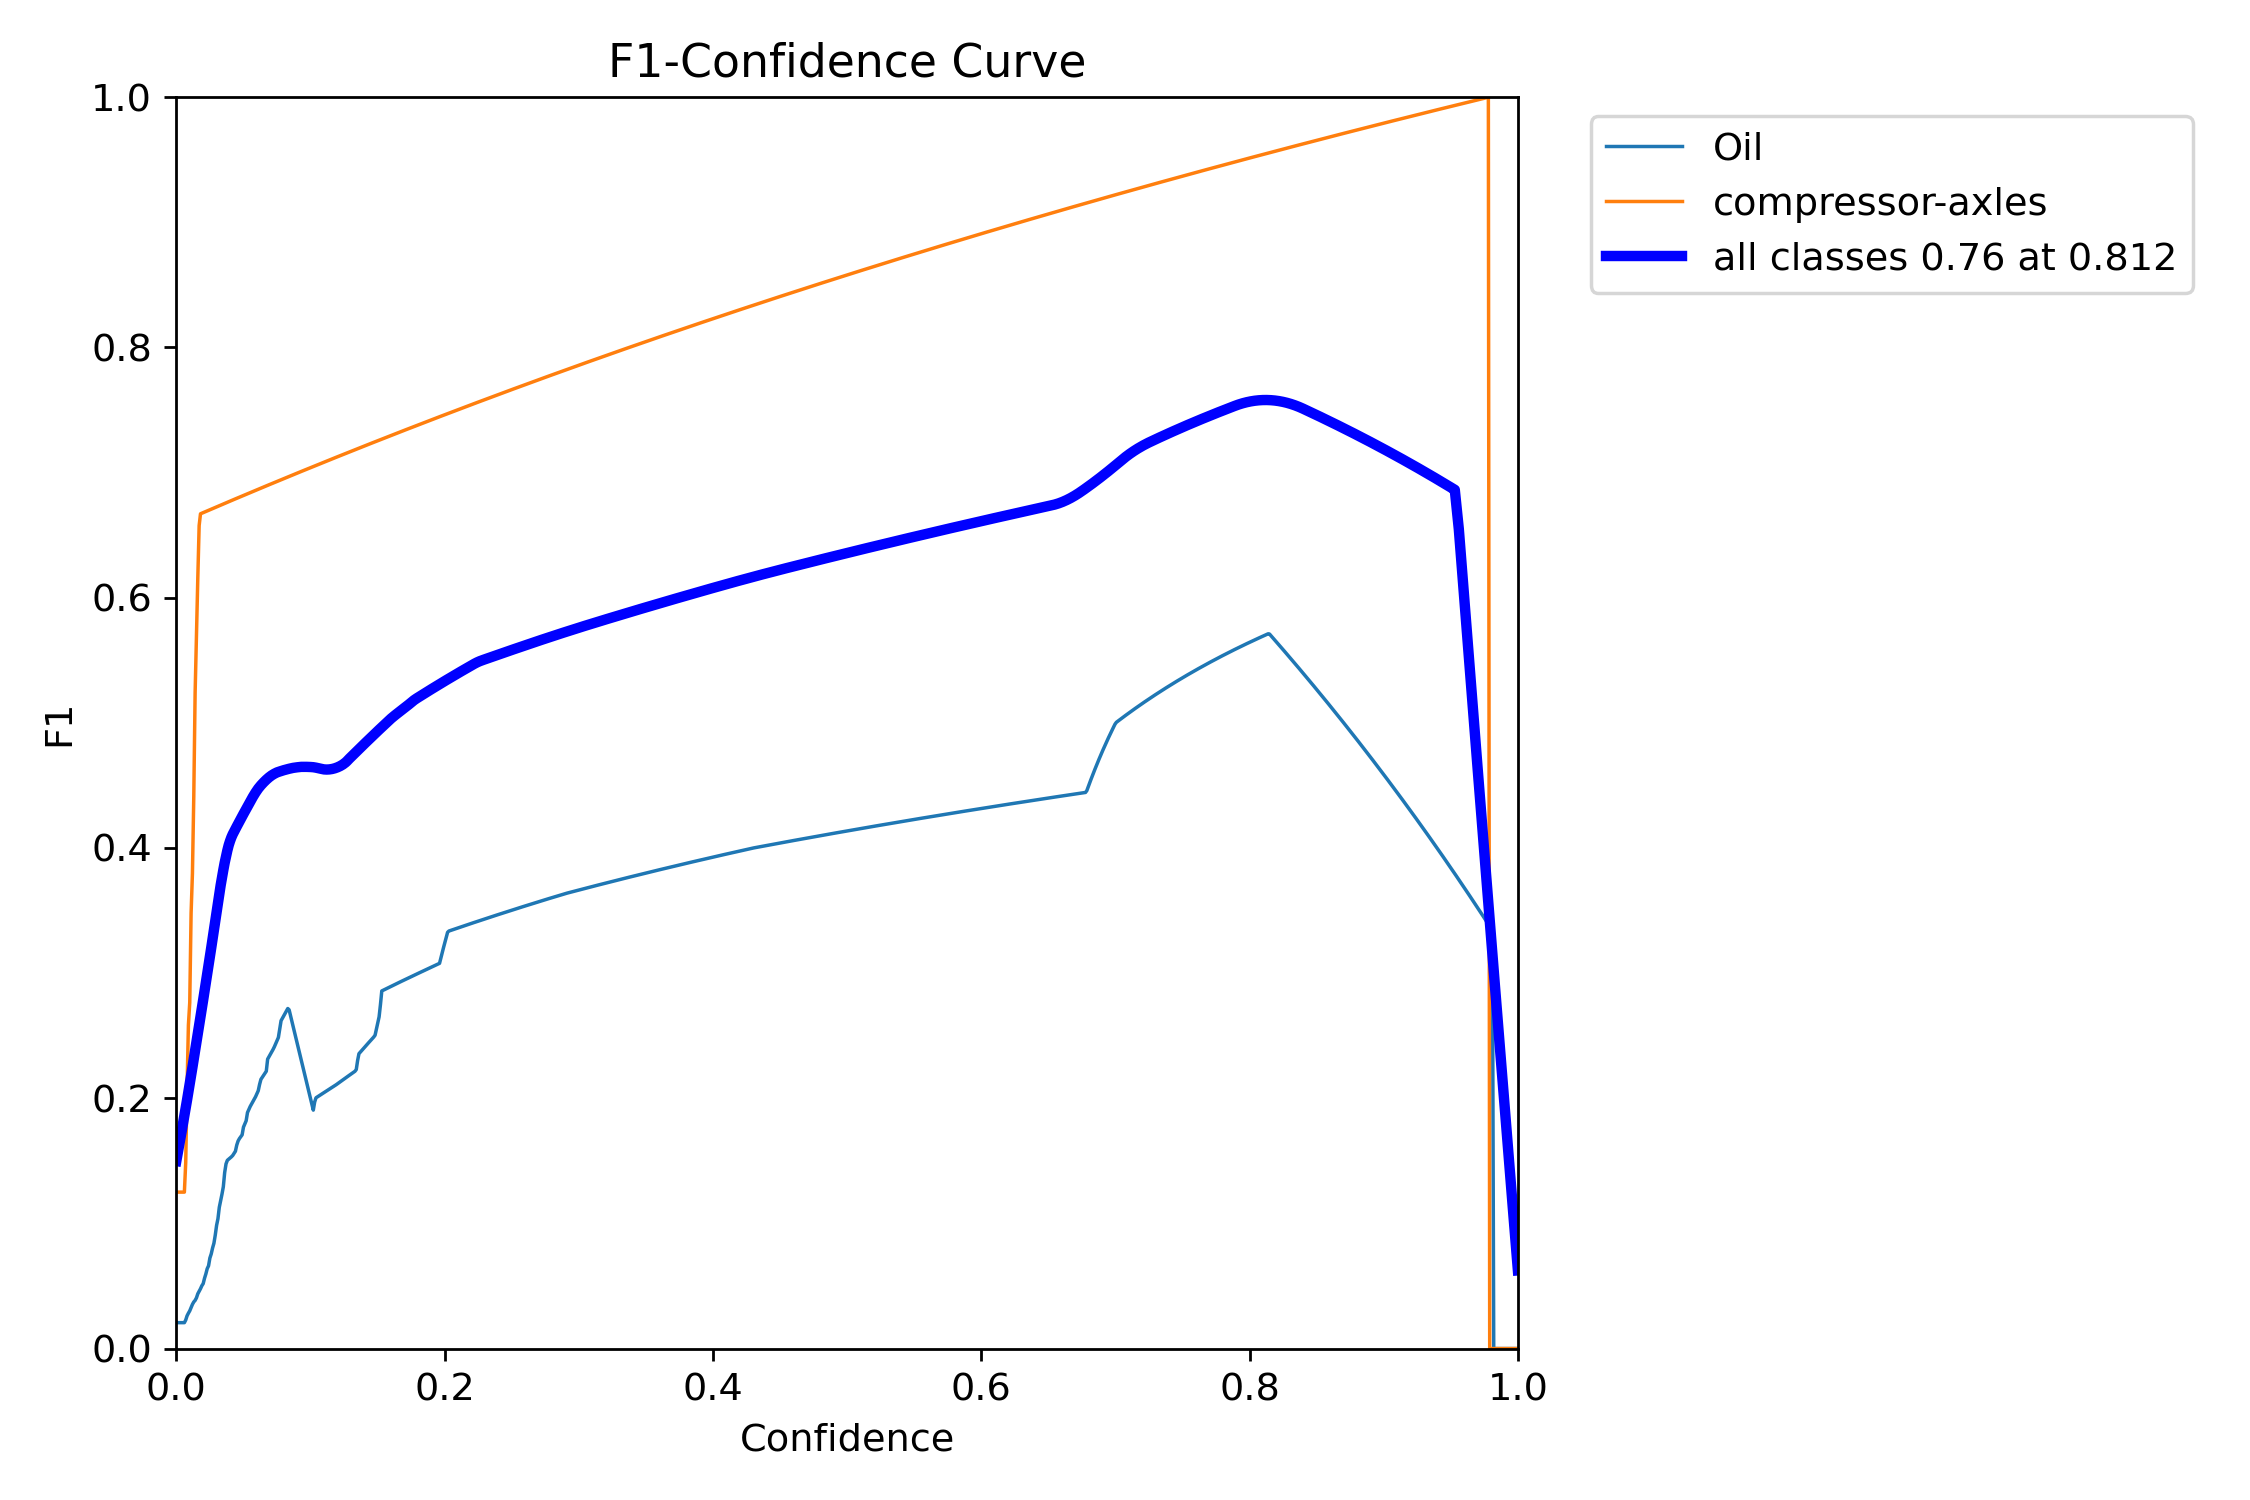 F1-Confidence Curve
1.0
0.8
0.6
0.4
0.2
0.0
F1
0.0 0.2 0.4 0.6 0.8 1.0
Confidence
Oil
compressor-axles
all classes 0.76 at 0.812